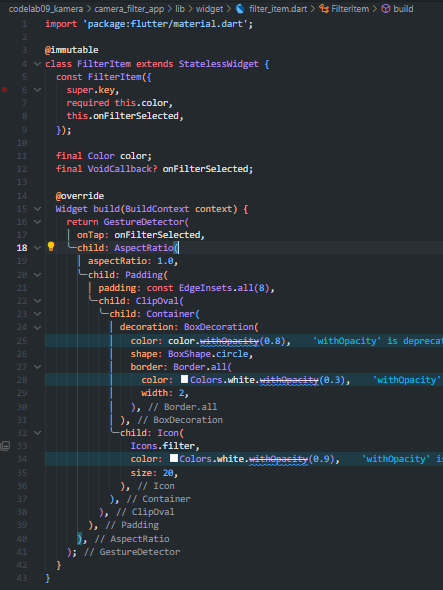 codelab09_kamera > camera_filter_app > lib > widget > filter_item.dart > FilterItem > build
1 import 'package:flutter/material.dart';
2
3 @immutable
4 class FilterItem extends StatelessWidget {
5 const FilterItem({
6 super.key,
7 required this.color,
8 this.onFilterSelected,
9 });
10
11 final Color color;
12 final VoidCallback? onFilterSelected;
13
14 @override
15 Widget build(BuildContext context) {
16 return GestureDetector(
17 onTap: onFilterSelected,
18 child: AspectRatio(
19 aspectRatio: 1.0,
20 child: Padding(
21 padding: const EdgeInsets.all(8),
22 child: ClipOval(
23 child: Container(
24 decoration: BoxDecoration(
25 color: color.withOpacity(0.8), 'withOpacity' is deprecat
26 shape: BoxShape.circle,
27 border: Border.all(
28 color: Colors.white.withOpacity(0.3), 'withOpacity'
29 width: 2,
30 ), // Border.all
31 ), // BoxDecoration
32 child: Icon(
33 Icons.filter,
34 color: Colors.white.withOpacity(0.9), 'withOpacity' is
35 size: 20,
36 ), // Icon
37 ), // Container
38 ), // ClipOval
39 ), // Padding
40 ), // AspectRatio
41 ); // GestureDetector
42 }
43 }